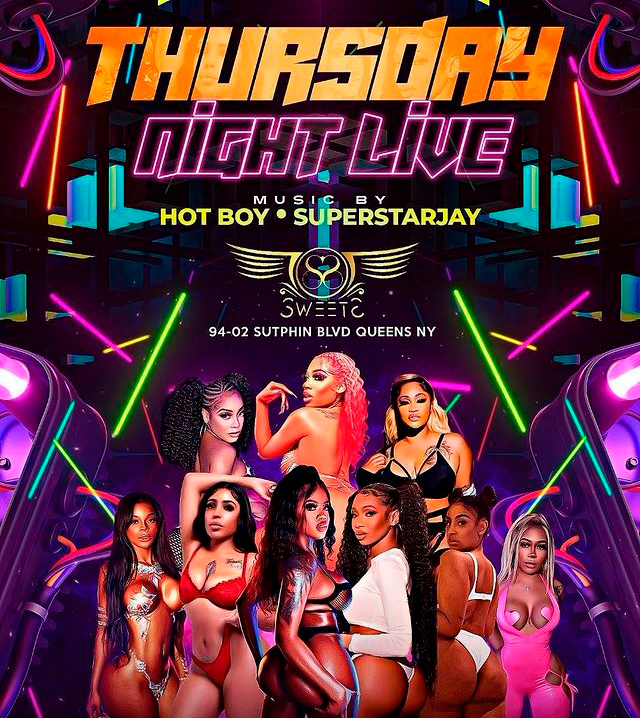 THURSDAY
NIGHT LIVE
MUSIC BY
HOT BOY • SUPERSTARJAY
SWEETS
94-02 SUTPHIN BLVD QUEENS NY